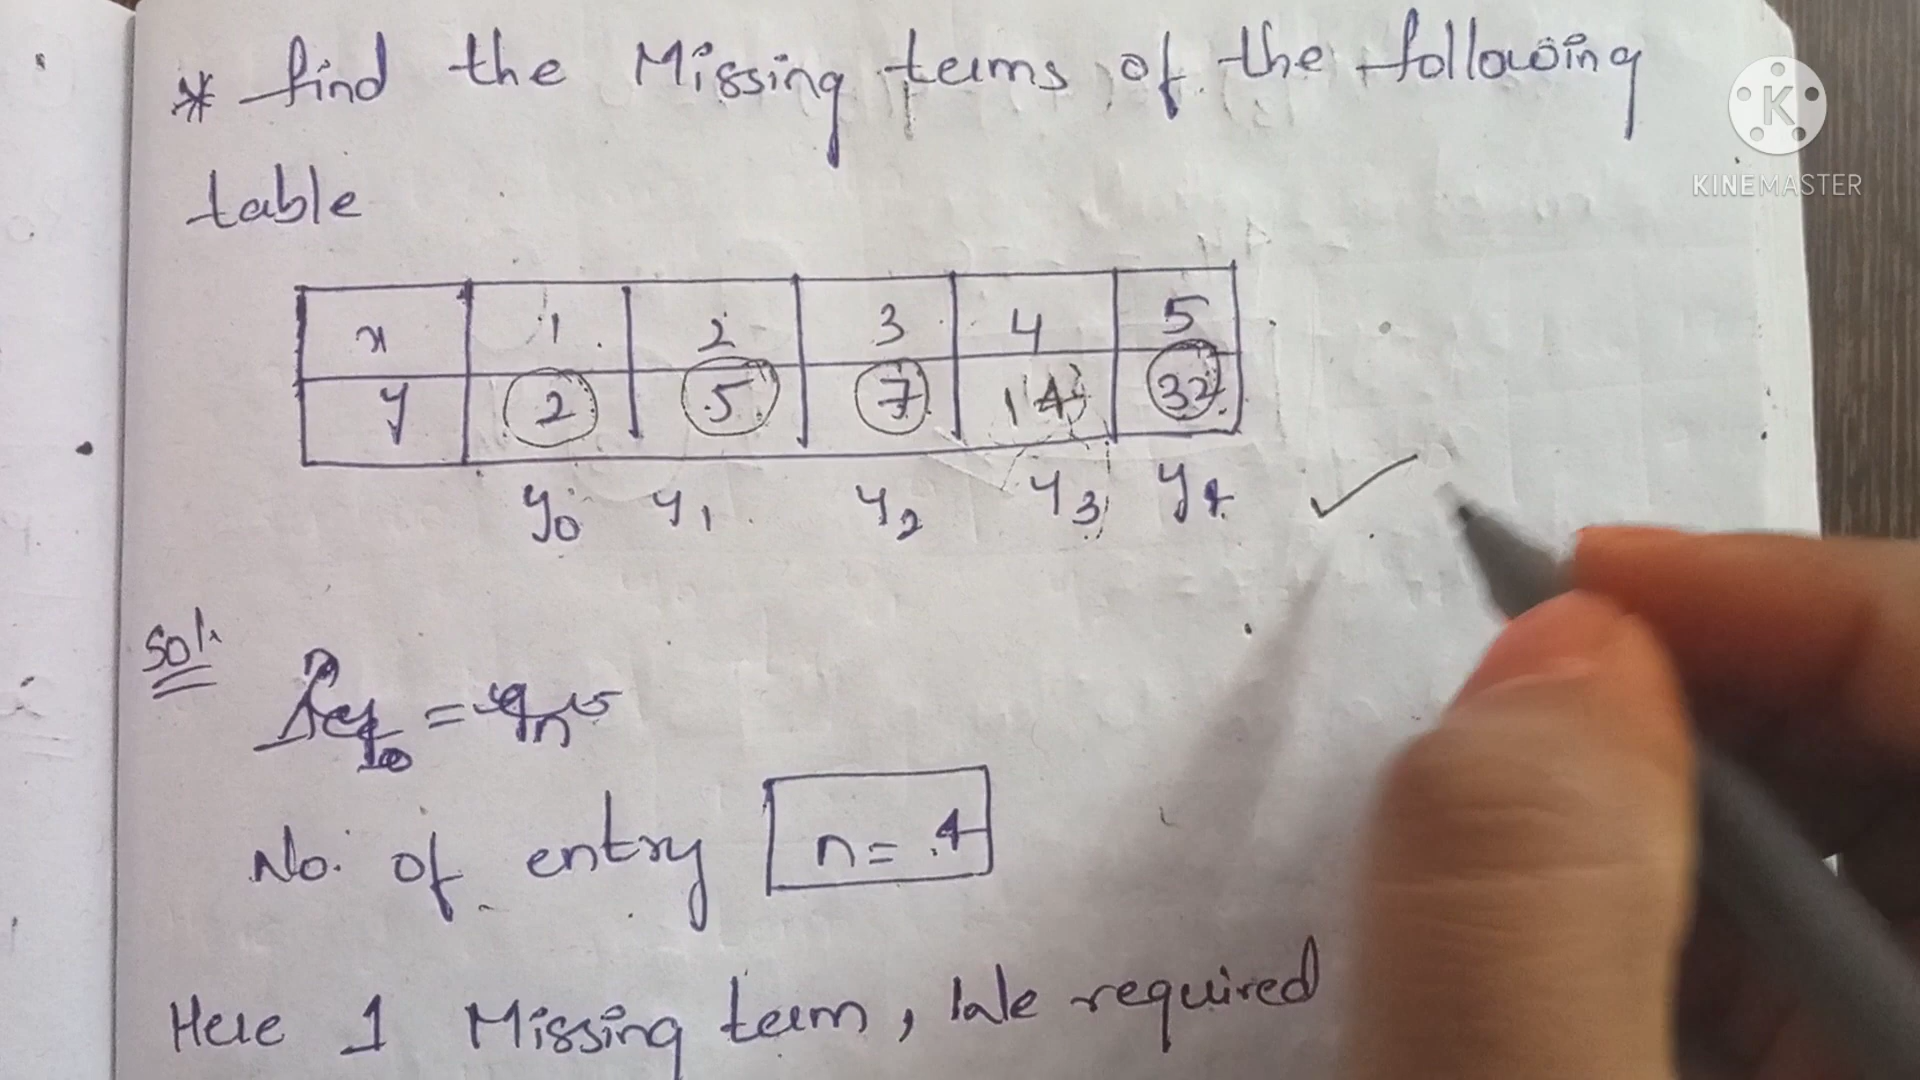 * find the Missing terms of the following
table
x 1 2 3 4 5
y 2 5 7 14 32
y0 y1 y2 y3 y4
Sol:
No. of entry n = 4
Here 1 Missing term, required
KINEMASTER